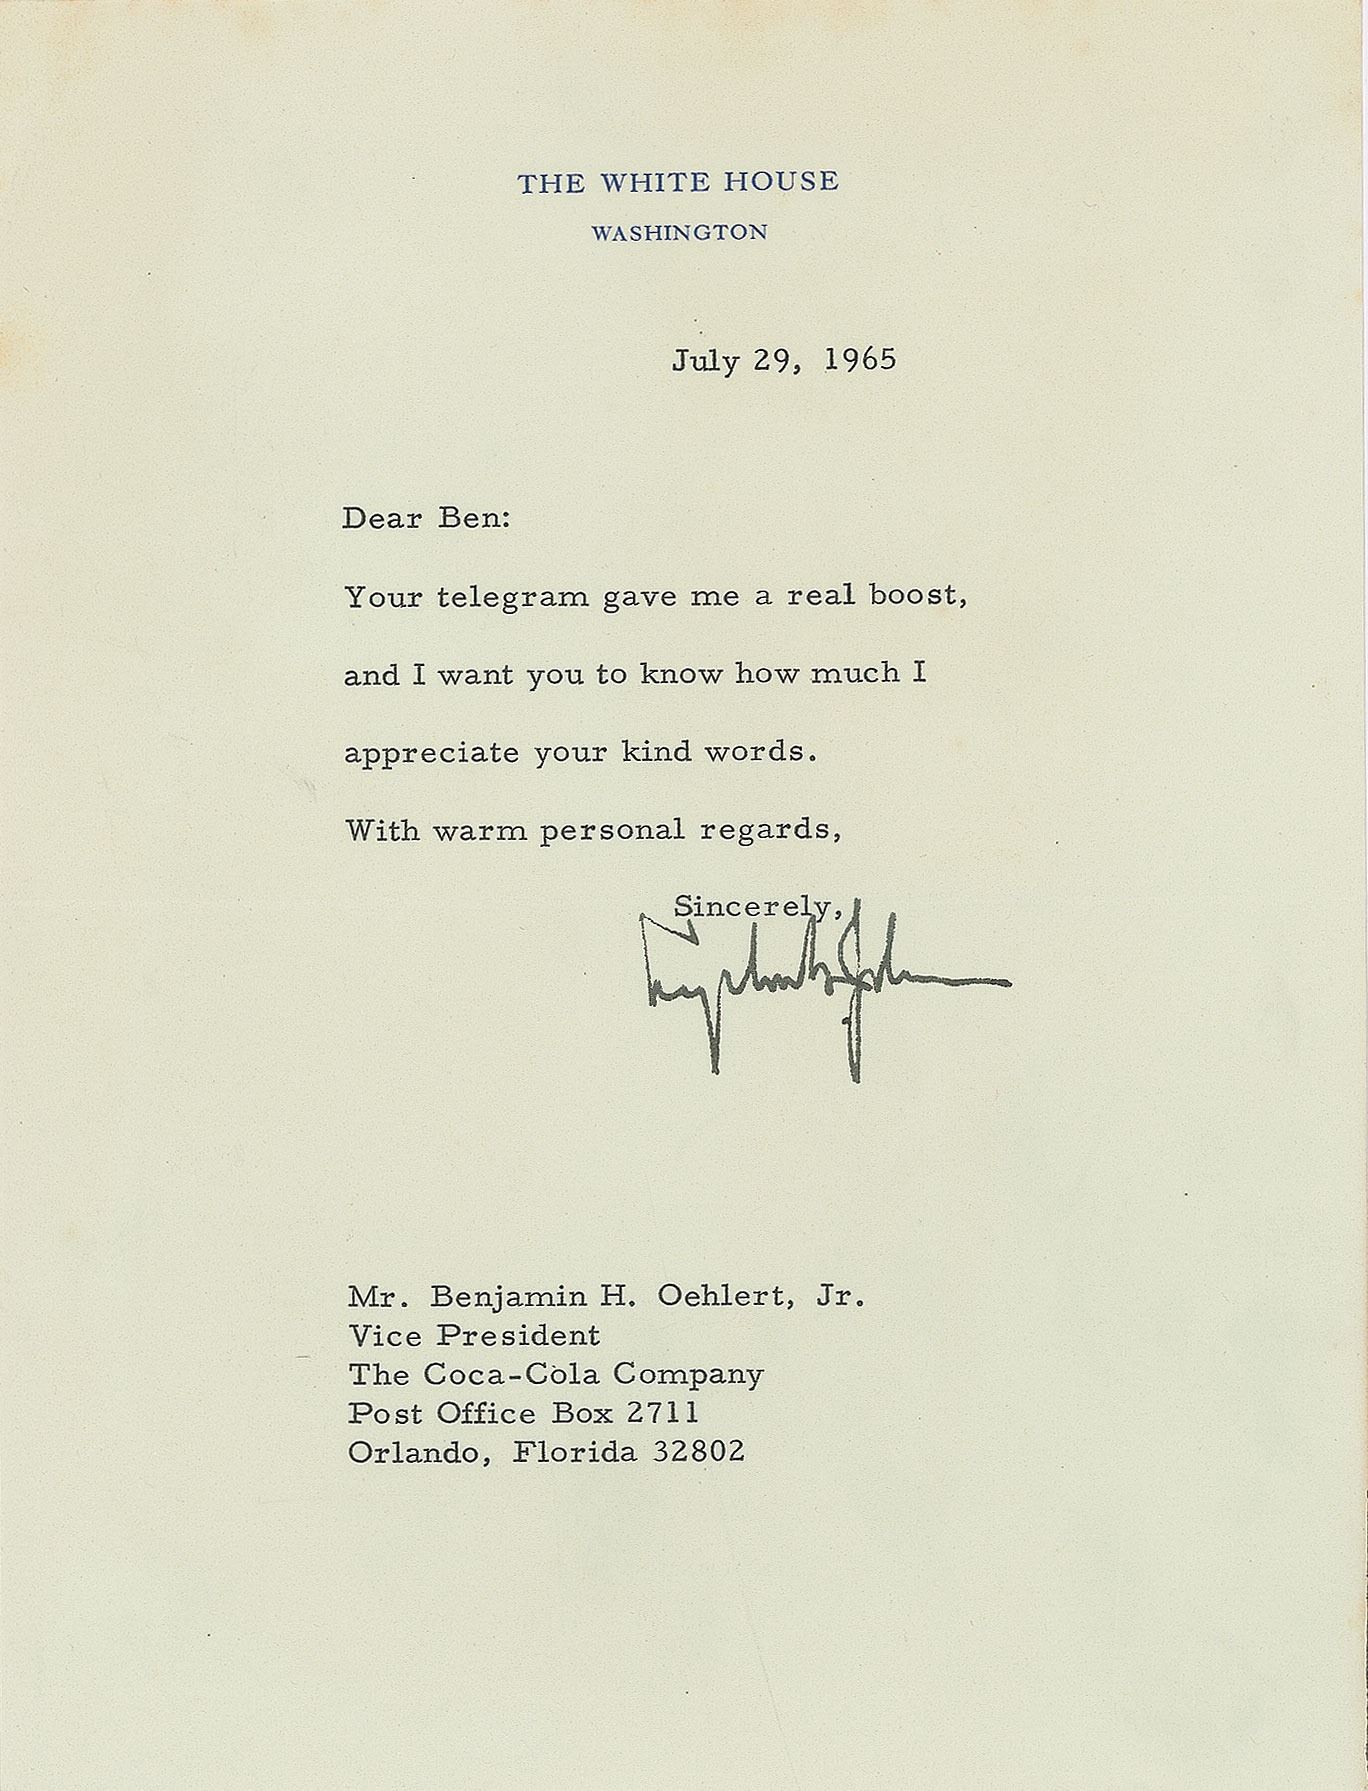 THE WHITE HOUSE
WASHINGTON
July 29, 1965
Dear Ben:
Your telegram gave me a real boost,
and I want you to know how much I
appreciate your kind words.
With warm personal regards,
Sincerely,
Mr. Benjamin H. Oehlert, Jr.
Vice President
The Coca-Cola Company
Post Office Box 2711
Orlando, Florida 32802